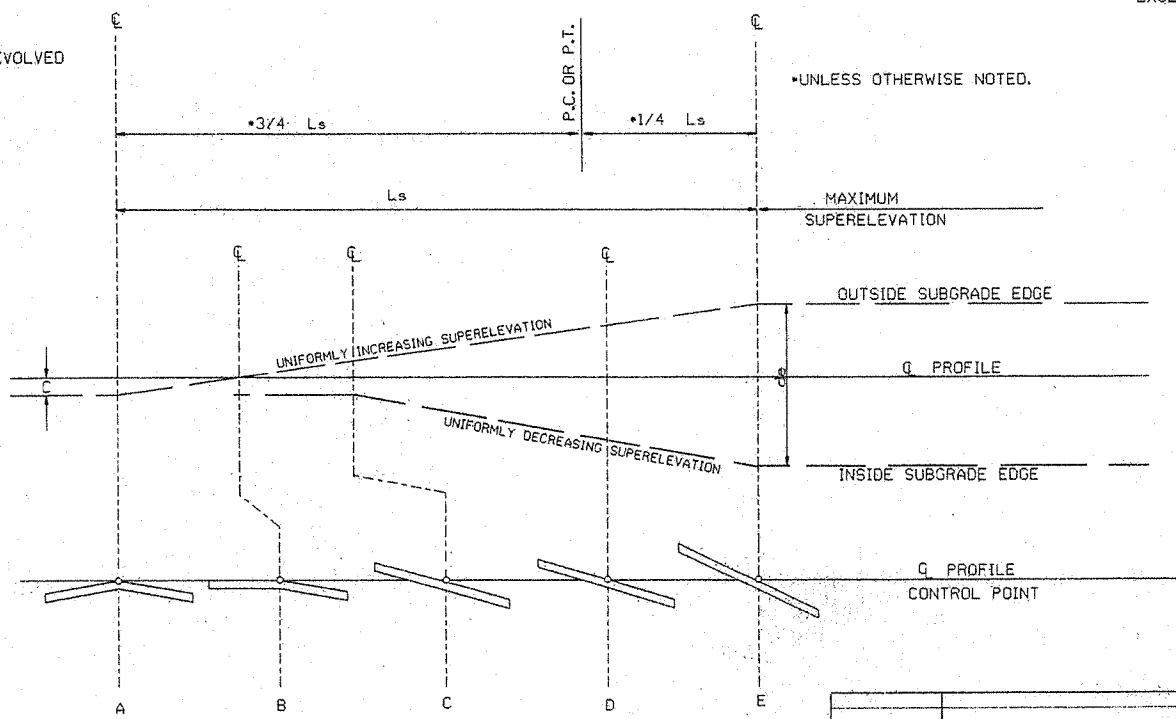 ℄
℄
P.C. OR P.T.
*UNLESS OTHERWISE NOTED.
*3/4 Ls
*1/4 Ls
Ls
MAXIMUM
SUPERELEVATION
℄
℄
℄
OUTSIDE SUBGRADE EDGE
UNIFORMLY INCREASING SUPERELEVATION
C
℄ PROFILE
de
UNIFORMLY DECREASING SUPERELEVATION
INSIDE SUBGRADE EDGE
℄ PROFILE
CONTROL POINT
A
B
C
D
E